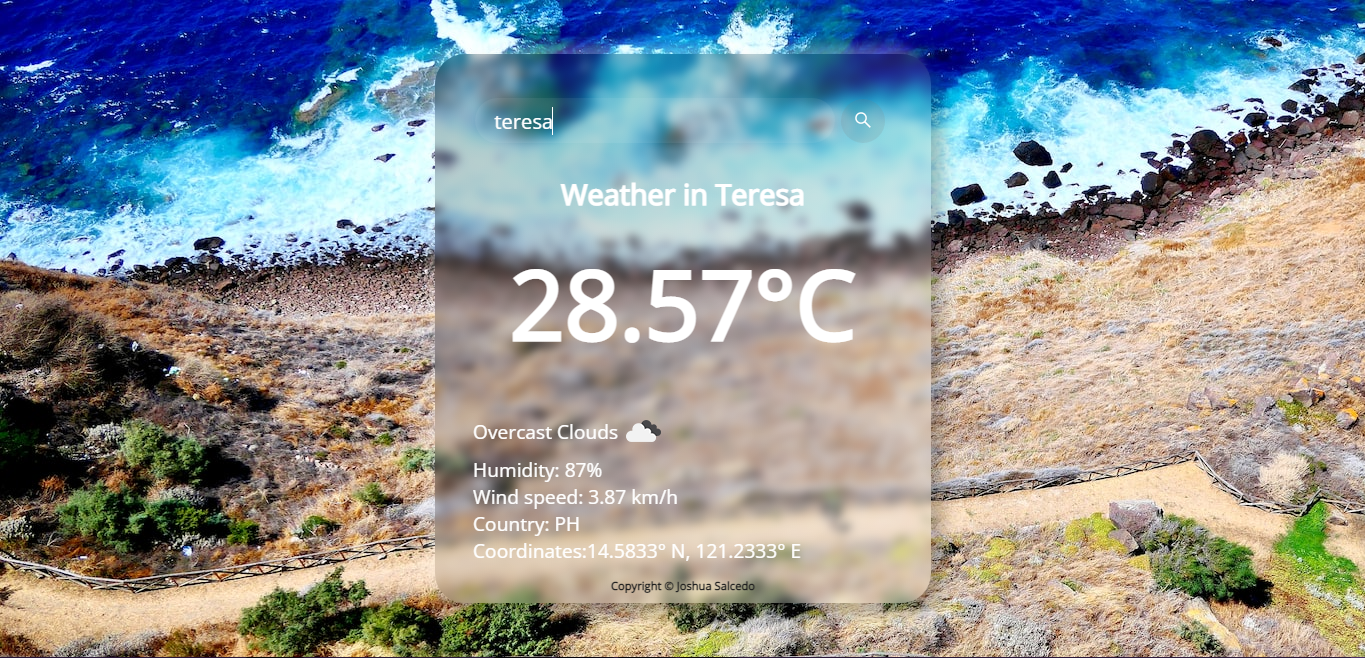 teresa
Weather in Teresa
28.57°C
Overcast Clouds
Humidity: 87%
Wind speed: 3.87 km/h
Country: PH
Coordinates:14.5833° N, 121.2333° E
Copyright © Joshua Salcedo